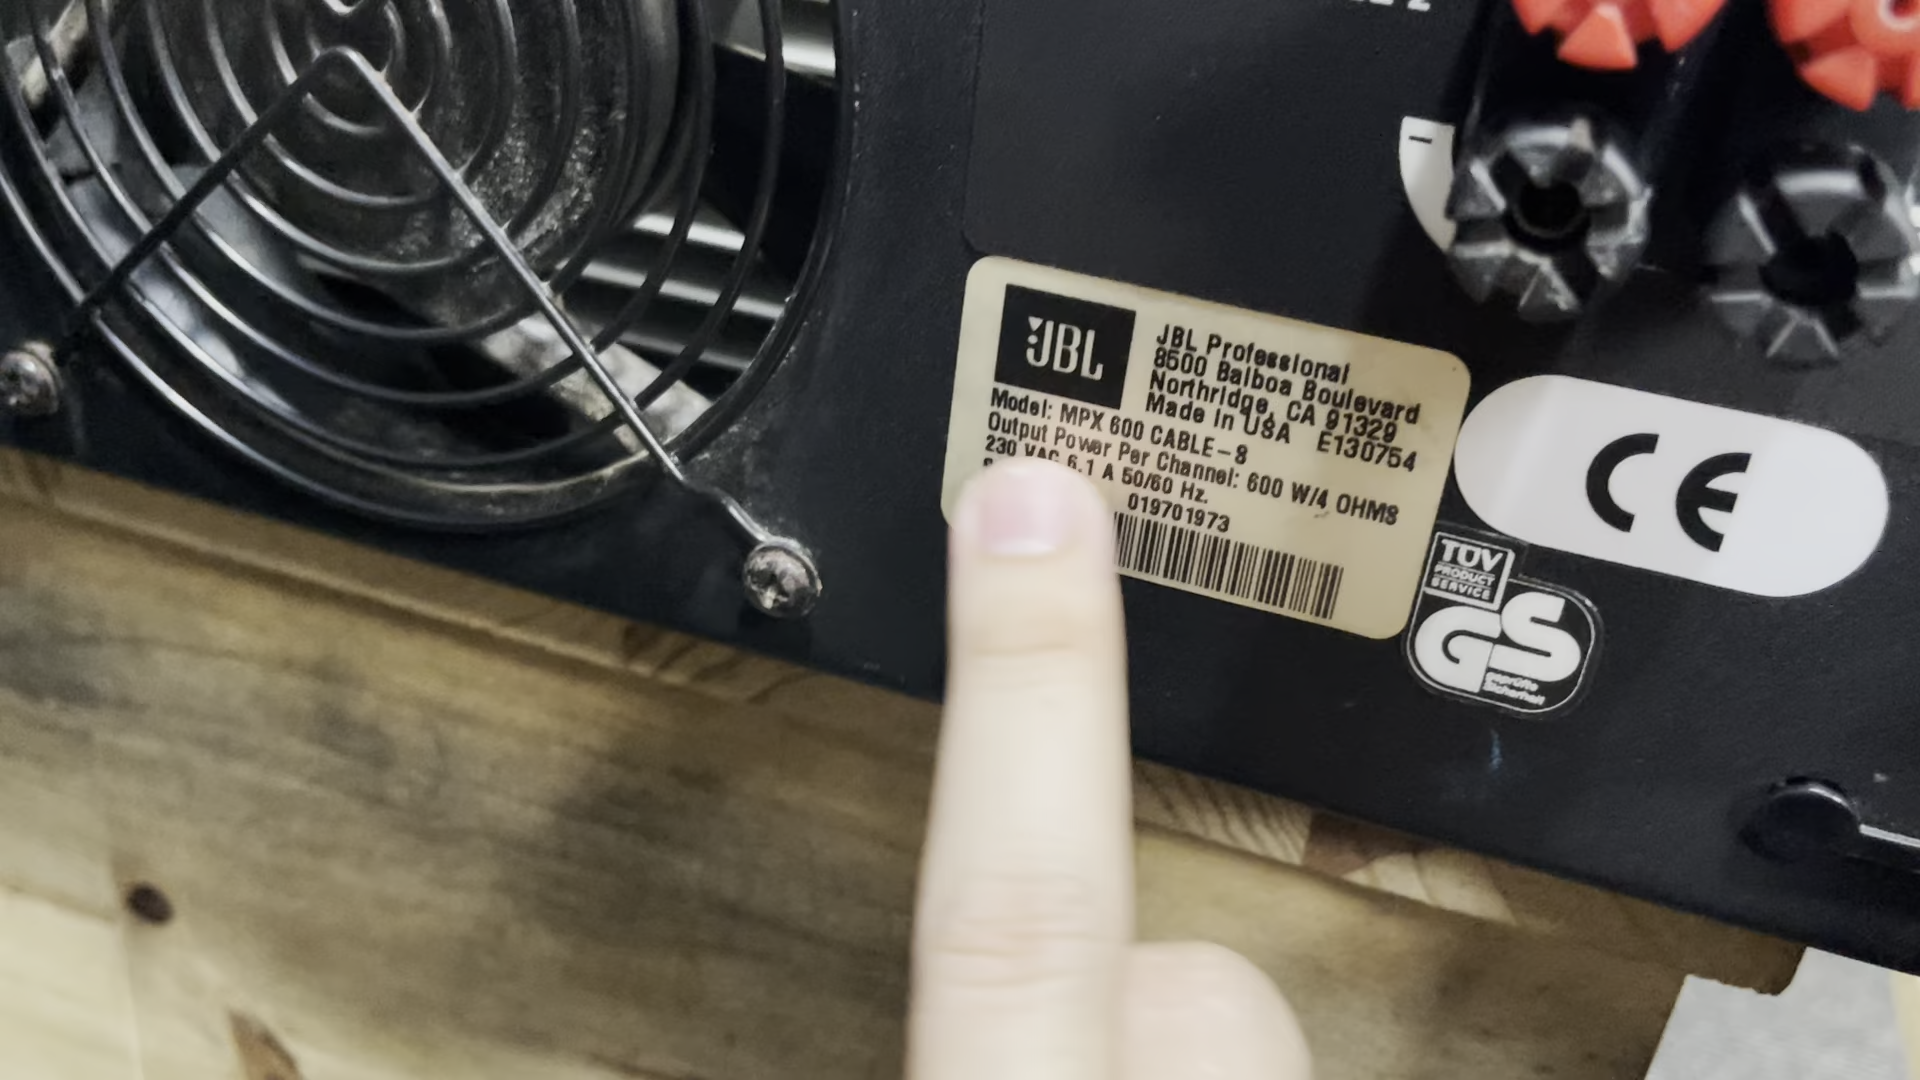 JBL
JBL Professional
8500 Balboa Boulevard
Northridge, CA 91329
Made in USA E130754
Model: MPX 600 CABLE-8
Output Power Per Channel: 600 W/4 OHMS
230 VAC 6.1 A 50/60 Hz.
019701973
CE
TÜV
PRODUCT
SERVICE
GS
geprüfte
Sicherheit